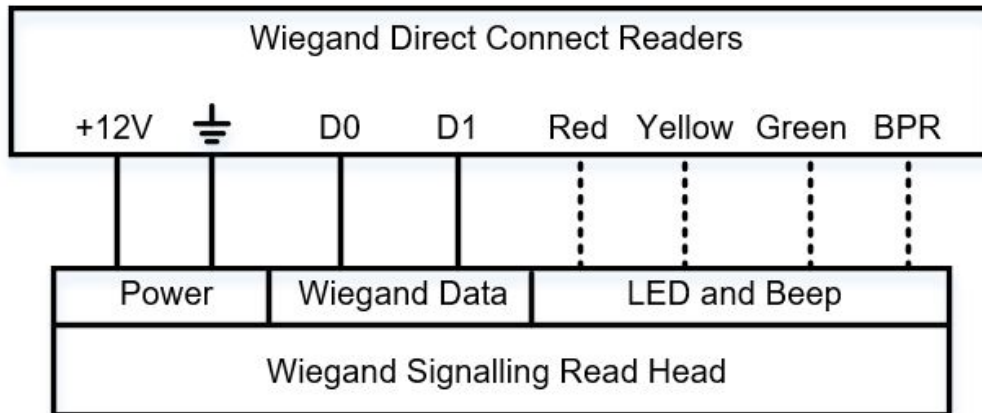 Wiegand Direct Connect Readers
+12V D0 D1 Red Yellow Green BPR
Power Wiegand Data LED and Beep
Wiegand Signalling Read Head